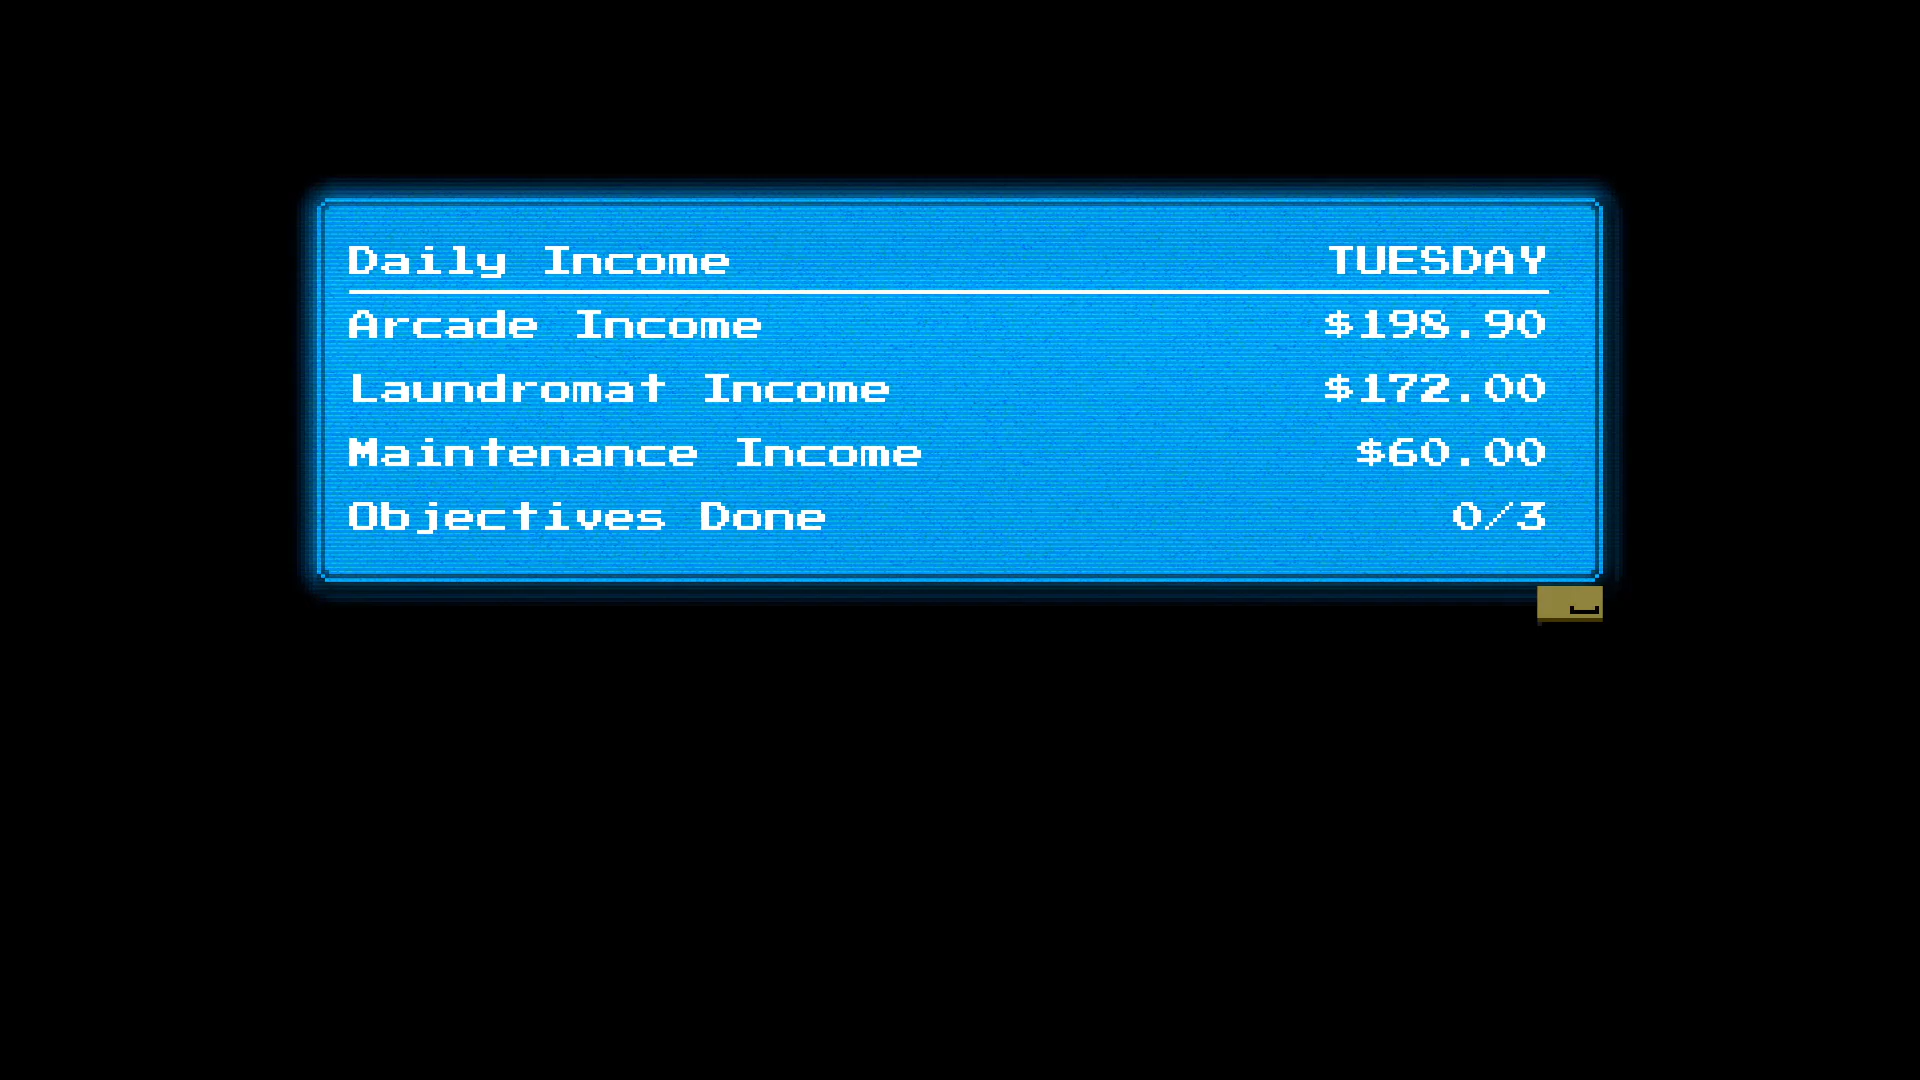 Daily Income TUESDAY
Arcade Income $198.90
Laundromat Income $172.00
Maintenance Income $60.00
Objectives Done 0/3